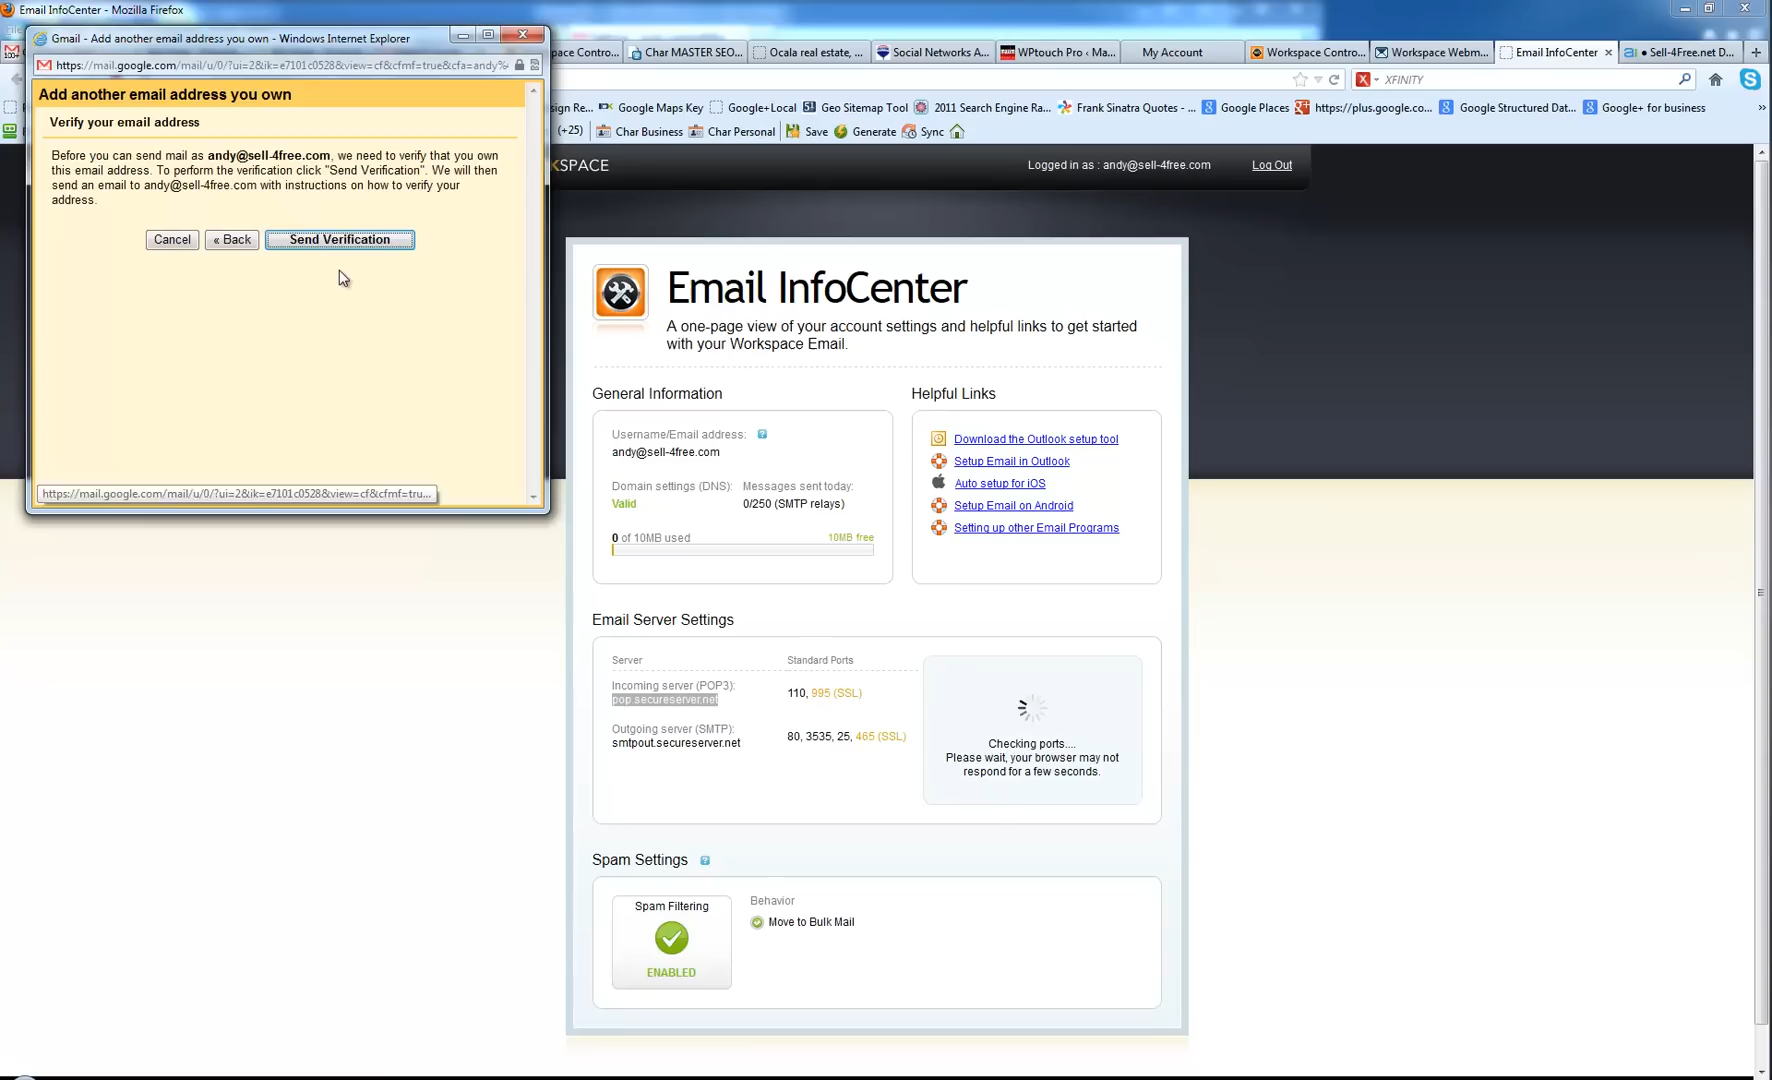 Email InfoCenter - Mozilla Firefox
Gmail - Add another email address you own - Windows Internet Explorer
https://mail.google.com/mail/u/0/?ui=2&ik=e7101c0528&view=cf&cfmf=true&cfa=andy%
Add another email address you own
Verify your email address
Before you can send mail as andy@sell-4free.com, we need to verify that you own
this email address. To perform the verification click "Send Verification". We will then
send an email to andy@sell-4free.com with instructions on how to verify your
address.
Cancel
« Back
Send Verification
https://mail.google.com/mail/u/0/?ui=2&ik=e7101c0528&view=cf&cfmf=tru...
pace Contro...
Char MASTER SEO...
Ocala real estate, ...
Social Networks A...
WPtouch Pro ‹ Ma...
My Account
Workspace Contro...
Workspace Webm...
Email InfoCenter
● Sell-4Free.net D...
XFINITY
ign Re...
Google Maps Key
Google+Local
Geo Sitemap Tool
2011 Search Engine Ra...
Frank Sinatra Quotes - ...
Google Places
https://plus.google.co...
Google Structured Dat...
Google+ for business
(+25)
Char Business
Char Personal
Save
Generate
Sync
KSPACE
Logged in as : andy@sell-4free.com
Log Out
Email InfoCenter
A one-page view of your account settings and helpful links to get started
with your Workspace Email.
General Information
Username/Email address:
andy@sell-4free.com
Domain settings (DNS):
Valid
Messages sent today:
0/250 (SMTP relays)
0 of 10MB used
10MB free
Helpful Links
Download the Outlook setup tool
Setup Email in Outlook
Auto setup for iOS
Setup Email on Android
Setting up other Email Programs
Email Server Settings
Server
Standard Ports
Incoming server (POP3):
pop.secureserver.net
110, 995 (SSL)
Outgoing server (SMTP):
smtpout.secureserver.net
80, 3535, 25, 465 (SSL)
Checking ports....
Please wait, your browser may not
respond for a few seconds.
Spam Settings
Spam Filtering
ENABLED
Behavior
Move to Bulk Mail